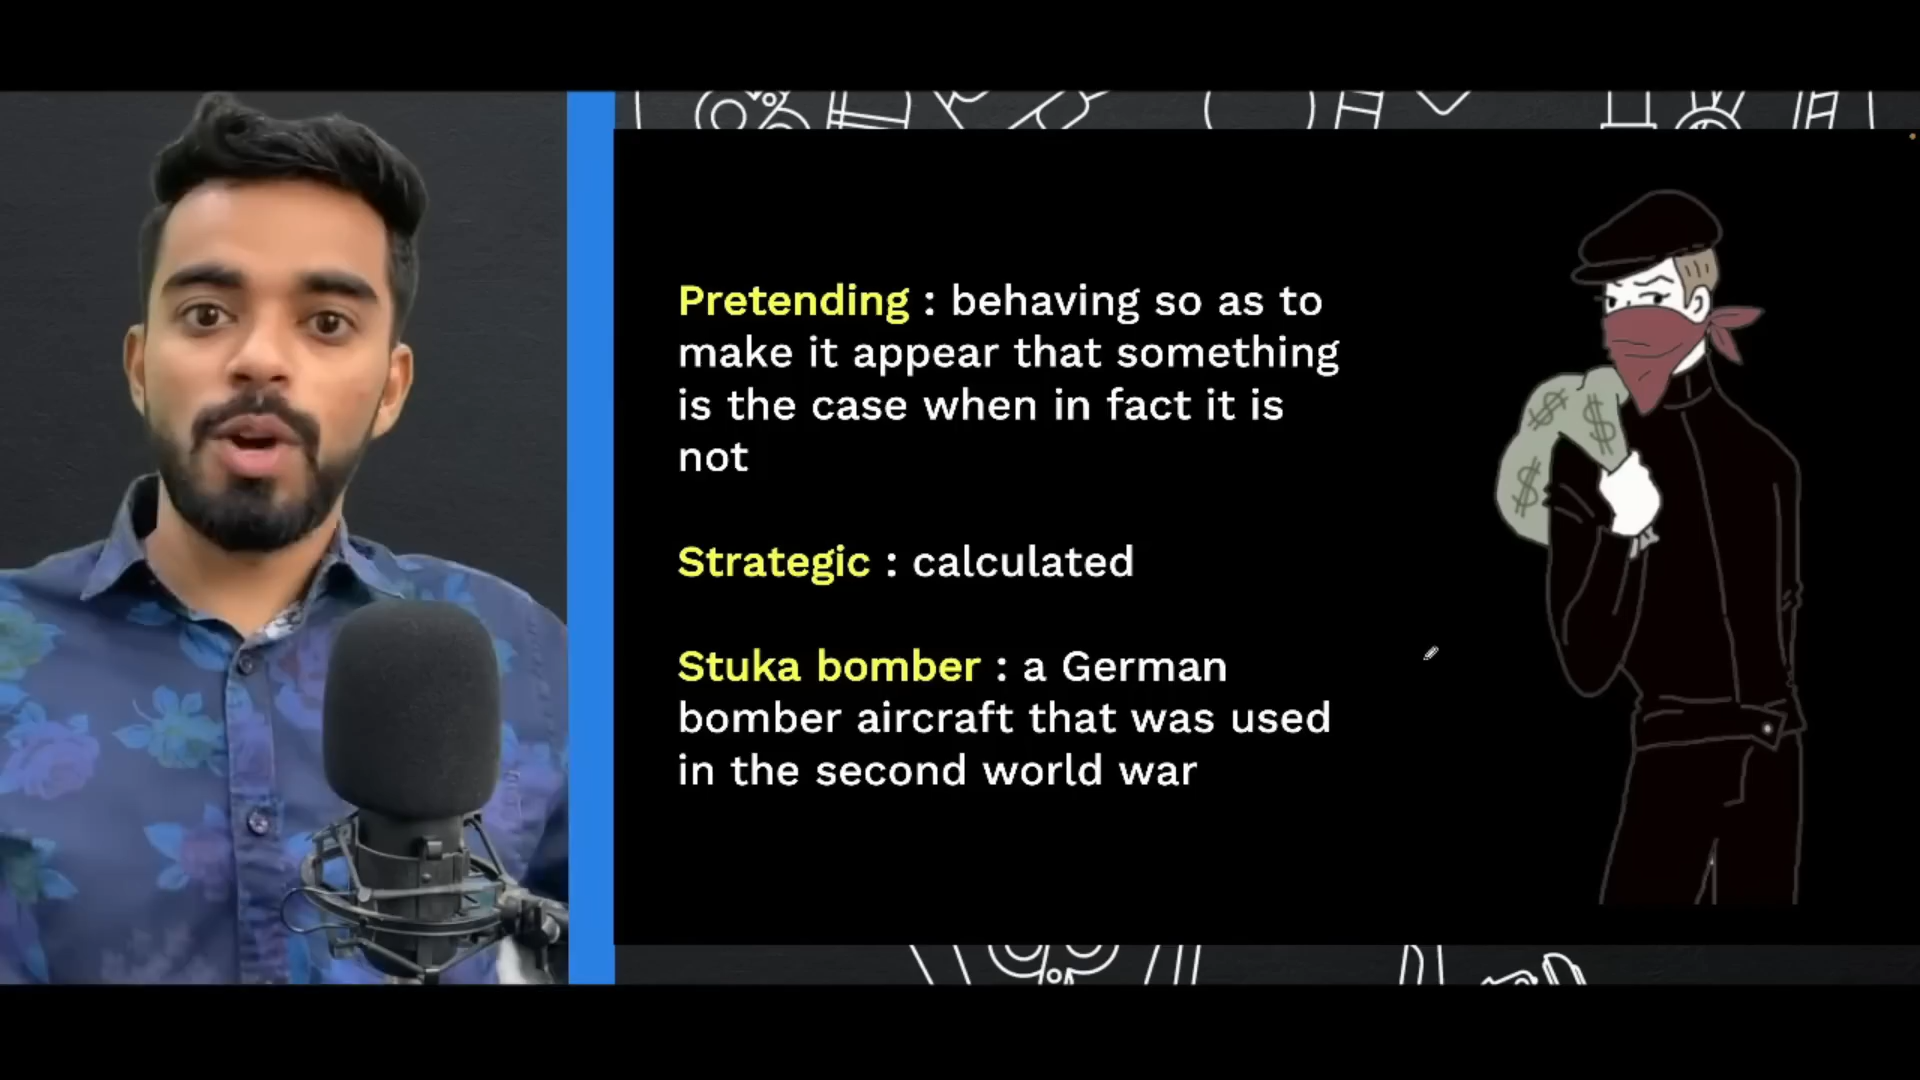 Pretending : behaving so as to
make it appear that something
is the case when in fact it is
not
Strategic : calculated
Stuka bomber : a German
bomber aircraft that was used
in the second world war